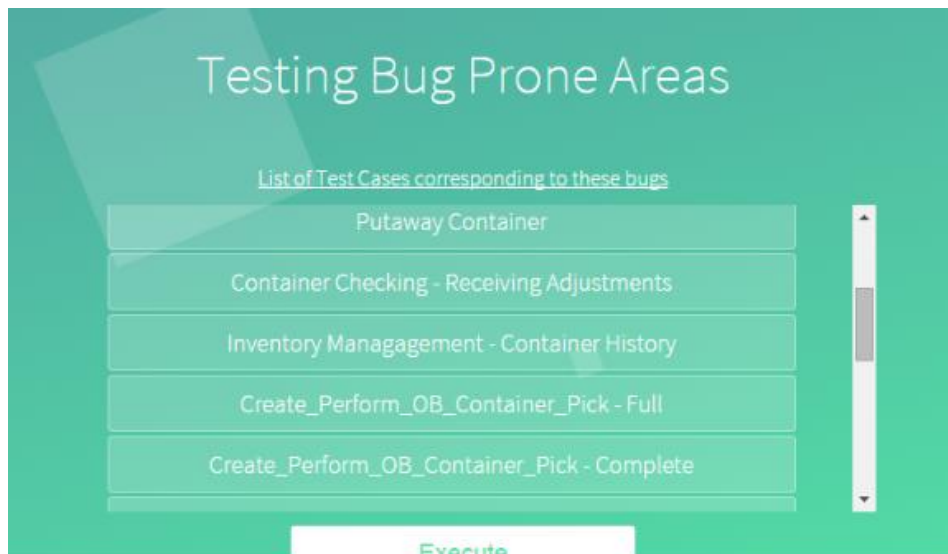 Testing Bug Prone Areas
List of Test Cases corresponding to these bugs
Putaway Container
Container Checking - Receiving Adjustments
Inventory Managagement - Container History
Create_Perform_OB_Container_Pick - Full
Create_Perform_OB_Container_Pick - Complete
Execute